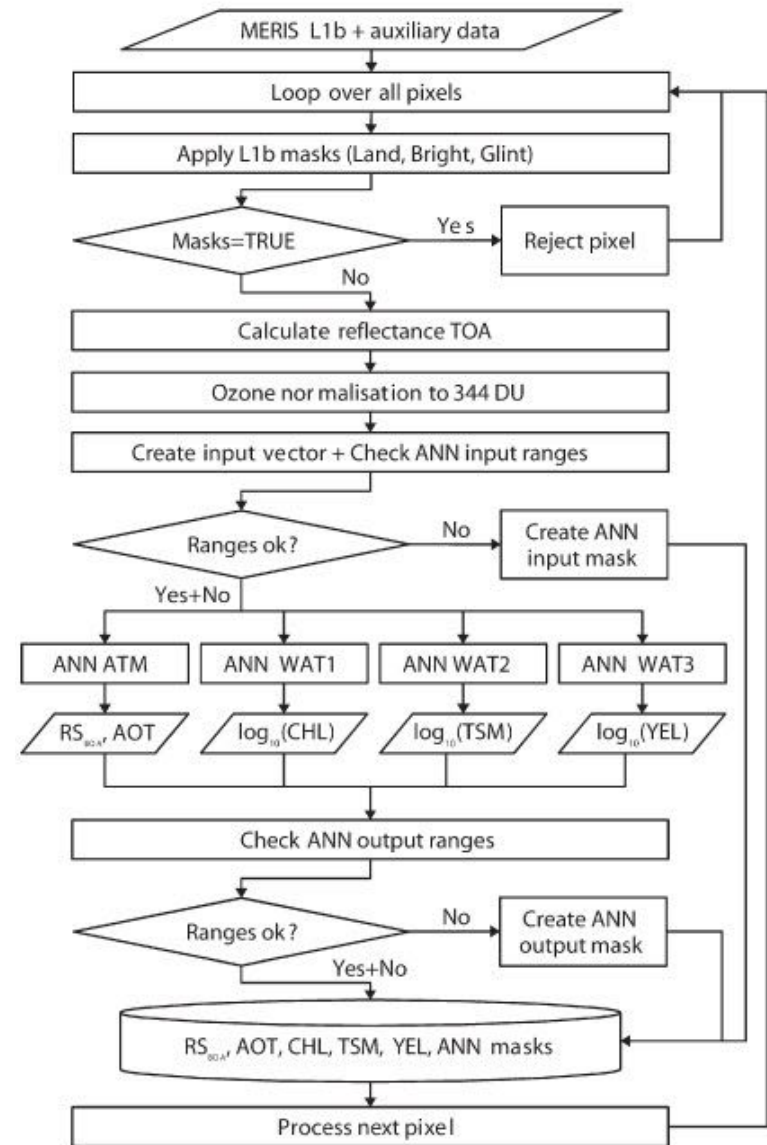 MERIS L1b + auxiliary data
Loop over all pixels
Apply L1b masks (Land, Bright, Glint)
Masks=TRUE
Ye s
Reject pixel
No
Calculate reflectance TOA
Ozone nor malisation to 344 DU
Create input vector + Check ANN input ranges
Ranges ok?
No
Create ANN
input mask
Yes+No
ANN ATM
ANN WAT1
ANN WAT2
ANN WAT3
RS BOA, AOT
log10(CHL)
log10(TSM)
log10(YEL)
Check ANN output ranges
Ranges ok?
No
Create ANN
output mask
Yes+No
RS BOA, AOT, CHL, TSM, YEL, ANN masks
Process next pixel